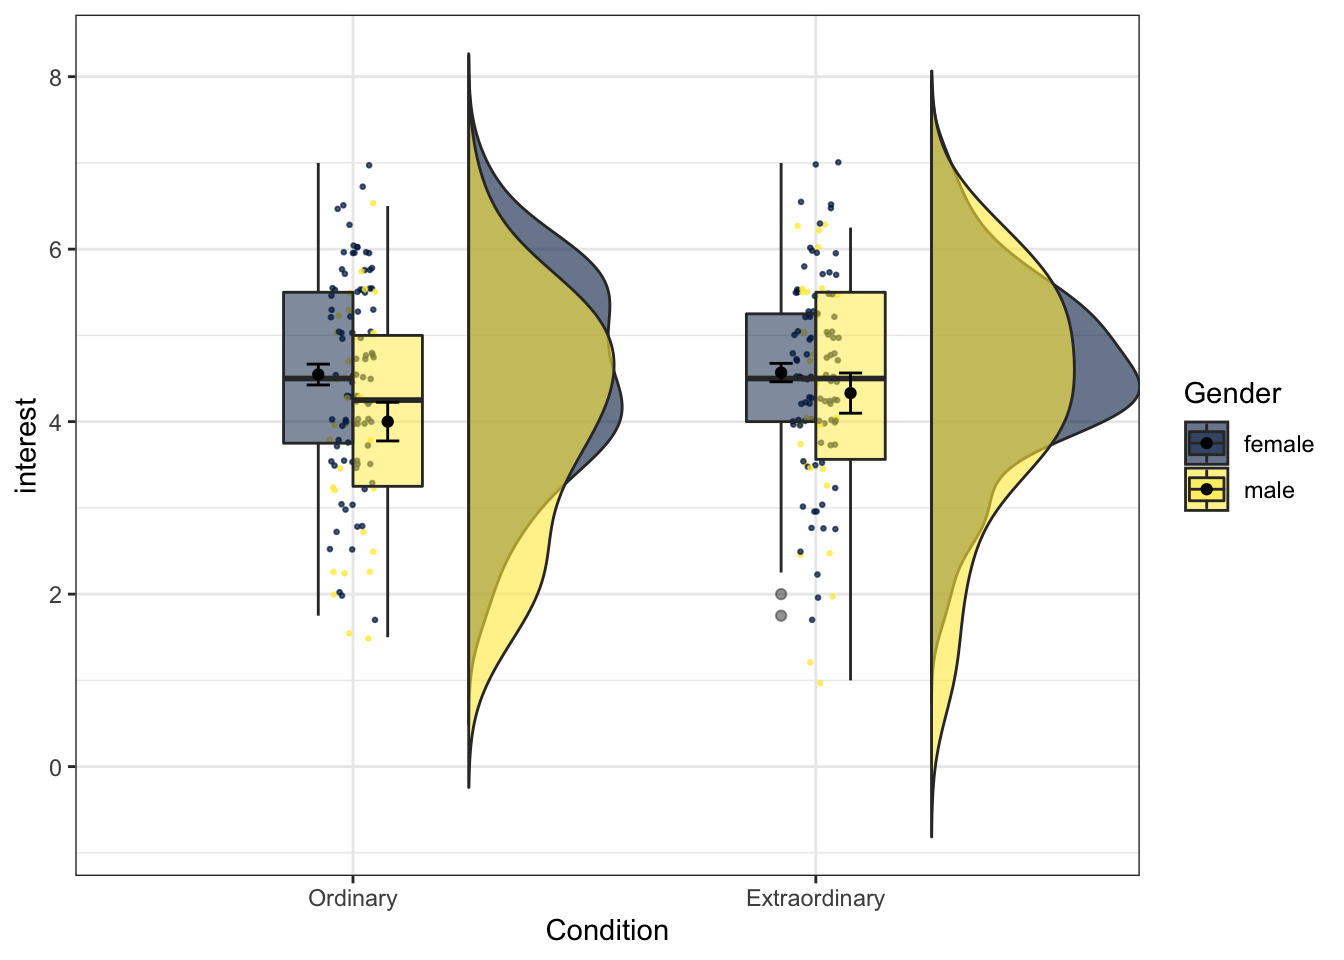 8
6
4
2
0
interest
Ordinary
Extraordinary
Condition
Gender
female
male